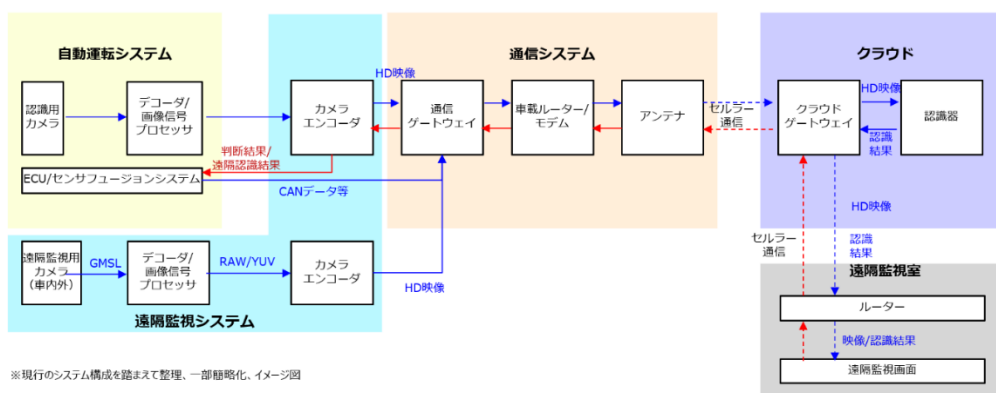 自動運転システム
通信システム
クラウド
認識用
カメラ
デコーダ/
画像信号
プロセッサ
カメラ
エンコーダ
HD映像
通信
ゲートウェイ
車載ルーター/
モデム
アンテナ
セルラー
通信
クラウド
ゲートウェイ
HD映像
認識
結果
認識器
判断結果/
遠隔認識結果
ECU/センサフュージョンシステム
CANデータ等
遠隔監視用
カメラ
(車内外)
GMSL
デコーダ/
画像信号
プロセッサ
RAW/YUV
カメラ
エンコーダ
HD映像
遠隔監視システム
HD映像
セルラー
通信
認識
結果
遠隔監視室
ルーター
映像/認識結果
遠隔監視画面
※現行のシステム構成を踏まえて整理、一部簡略化、イメージ図